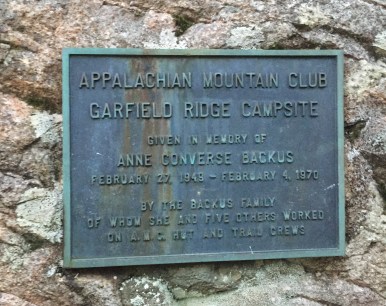 APPALACHIAN MOUNTAIN CLUB
GARFIELD RIDGE CAMPSITE
GIVEN IN MEMORY OF
ANNE CONVERSE BACKUS
FEBRUARY 27, 1949 - FEBRUARY 4, 1970
BY THE BACKUS FAMILY
OF WHOM SHE AND FIVE OTHERS WORKED
ON A.M.C. HUT AND TRAIL CREWS